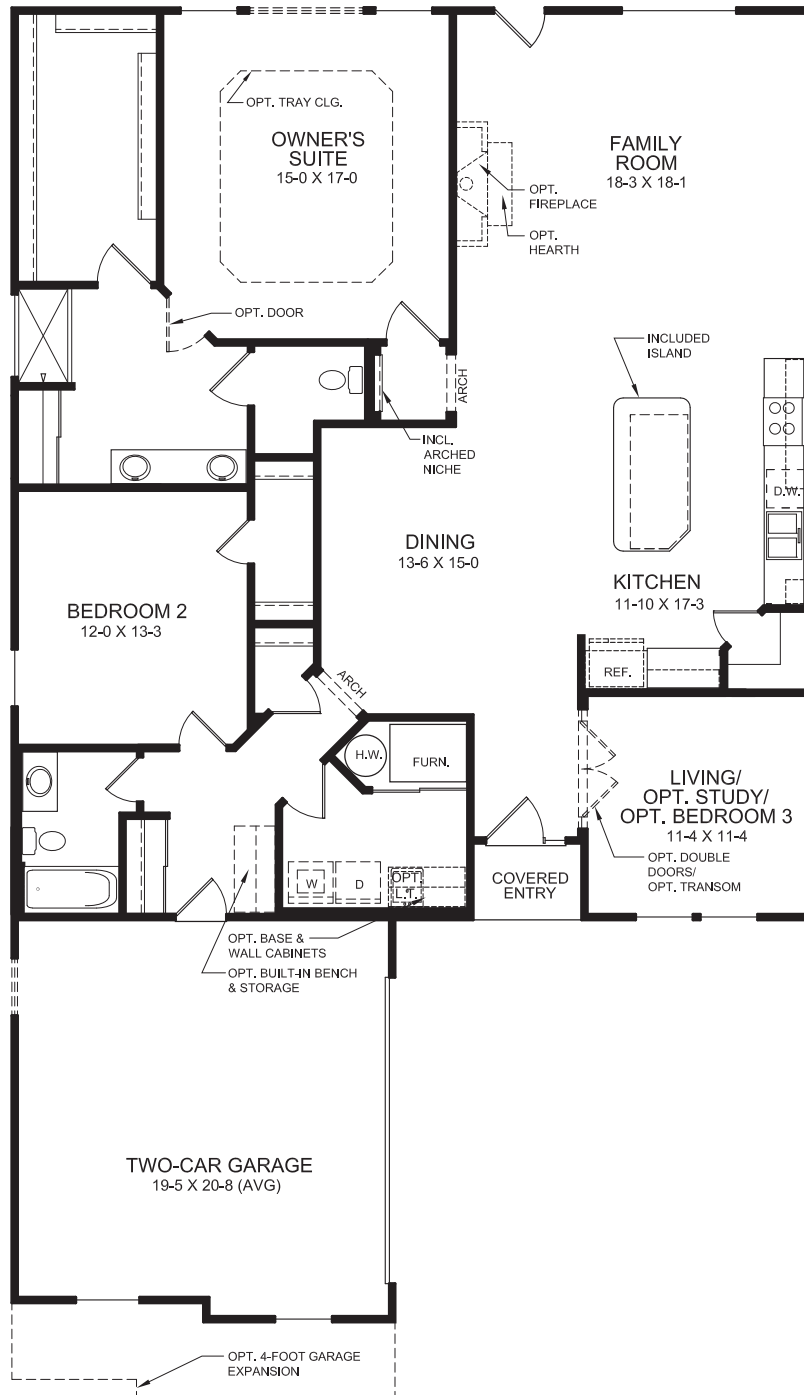 OPT. TRAY CLG.
OWNER'S
SUITE
15-0 X 17-0
FAMILY
ROOM
18-3 X 18-1
OPT.
FIREPLACE
OPT.
HEARTH
OPT. DOOR
INCLUDED
ISLAND
ARCH
INCL.
ARCHED
NICHE
D.W.
DINING
13-6 X 15-0
KITCHEN
11-10 X 17-3
BEDROOM 2
12-0 X 13-3
REF.
ARCH
H.W.
FURN.
LIVING/
OPT. STUDY/
OPT. BEDROOM 3
11-4 X 11-4
OPT. DOUBLE
DOORS/
OPT. TRANSOM
W
D
OPT.
L.T.
COVERED
ENTRY
OPT. BASE &
WALL CABINETS
OPT. BUILT-IN BENCH
& STORAGE
TWO-CAR GARAGE
19-5 X 20-8 (AVG)
OPT. 4-FOOT GARAGE
EXPANSION